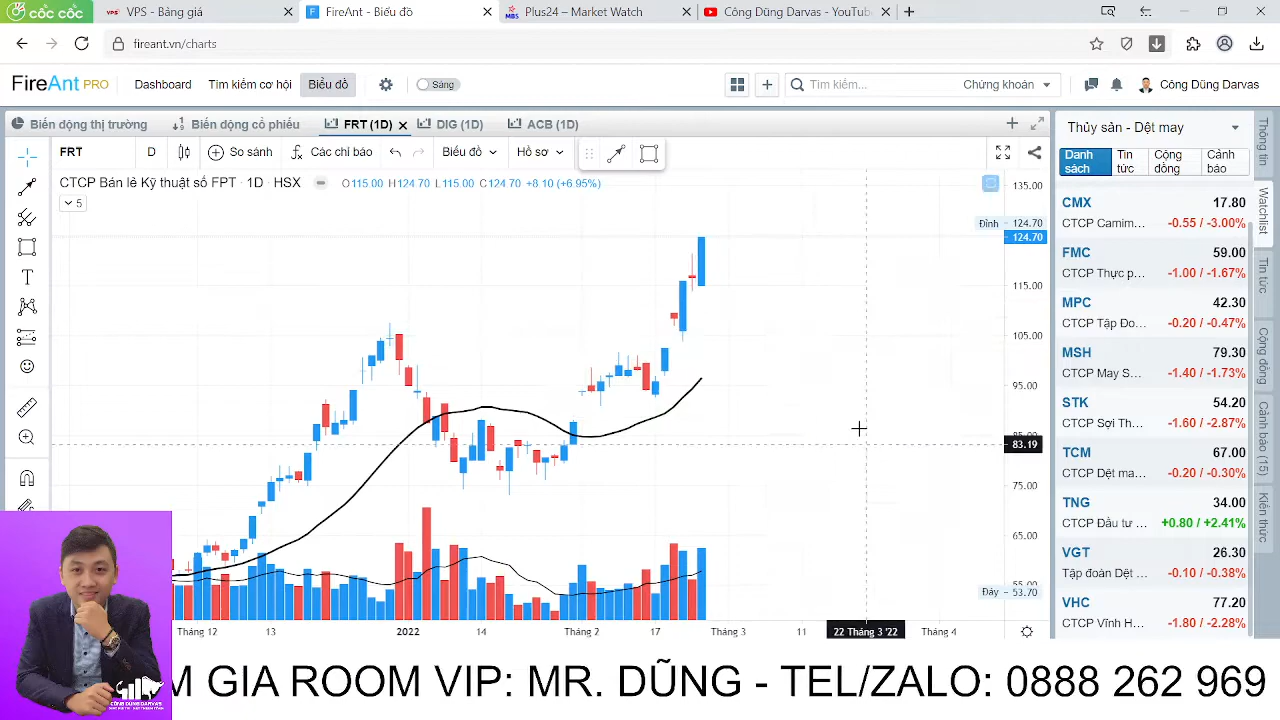 cốc cốc
VPS - Bảng giá
FireAnt - Biểu đồ
MBS Plus24 – Market Watch
Công Dũng Darvas - YouTube
fireant.vn/charts
FireAnt PRO
Dashboard
Tìm kiếm cơ hội
Biểu đồ
Sáng
Tìm kiếm...
Chứng khoán
Công Dũng Darvas
Biến động thị trường
Biến động cổ phiếu
FRT (1D)
DIG (1D)
ACB (1D)
FRT
D
So sánh
Các chỉ báo
Biểu đồ
Hồ sơ
CTCP Bán lẻ Kỹ thuật số FPT · 1D · HSX
O115.00 H124.70 L115.00 C124.70 +8.10 (+6.95%)
5
135.00
Đỉnh 124.70
124.70
115.00
105.00
95.00
83.19
75.00
65.00
55.00
Đáy 53.70
Tháng 12
13
2022
14
Tháng 2
17
Tháng 3
11
22 Tháng 3 '22
Tháng 4
Thủy sản - Dệt may
Danh sách
Tin tức
Cộng đồng
Cảnh báo
CMX 17.80
CTCP Camim... -0.55 / -3.00%
FMC 59.00
CTCP Thực p... -1.00 / -1.67%
MPC 42.30
CTCP Tập Đo... -0.20 / -0.47%
MSH 79.30
CTCP May S... -1.40 / -1.73%
STK 54.20
CTCP Sợi Th... -1.60 / -2.87%
TCM 67.00
CTCP Dệt ma... -0.20 / -0.30%
TNG 34.00
CTCP Đầu tư ... +0.80 / +2.41%
VGT 26.30
Tập đoàn Dệt ... -0.10 / -0.38%
VHC 77.20
CTCP Vĩnh H... -1.80 / -2.28%
Thông tin
Watchlist
Tin tức
Cộng đồng
Cảnh báo (15)
Kiến thức
CÔNG DŨNG DARVAS
M GIA ROOM VIP: MR. DŨNG - TEL/ZALO: 0888 262 969